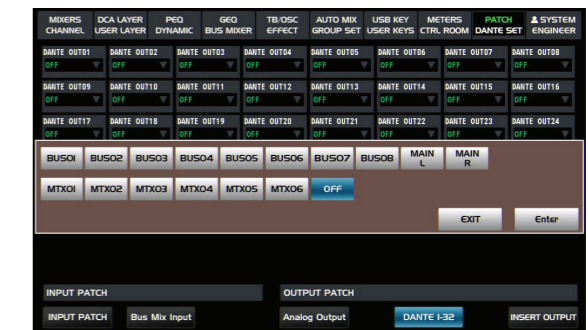 MIXERS DCA LAYER PEQ GEQ TB/OSC AUTO MIX USB KEY METERS PATCH SYSTEM
CHANNEL USER LAYER DYNAMIC BUS MIXER EFFECT GROUP SET USER KEYS CTRL ROOM DANTE SET ENGINEER
DANTE OUT01 DANTE OUT02 DANTE OUT03 DANTE OUT04 DANTE OUT05 DANTE OUT06 DANTE OUT07 DANTE OUT08
OFF OFF OFF OFF OFF OFF OFF OFF
DANTE OUT09 DANTE OUT10 DANTE OUT11 DANTE OUT12 DANTE OUT13 DANTE OUT14 DANTE OUT15 DANTE OUT16
OFF OFF OFF OFF OFF OFF OFF OFF
DANTE OUT17 DANTE OUT18 DANTE OUT19 DANTE OUT20 DANTE OUT21 DANTE OUT22 DANTE OUT23 DANTE OUT24
OFF OFF OFF OFF OFF OFF OFF OFF
BUS01 BUS02 BUS03 BUS04 BUS05 BUS06 BUS07 BUS08 MAIN L MAIN R
MTX01 MTX02 MTX03 MTX04 MTX05 MTX06 OFF
EXIT Enter
INPUT PATCH OUTPUT PATCH
INPUT PATCH Bus Mix Input Analog Output DANTE 1-32 INSERT OUTPUT